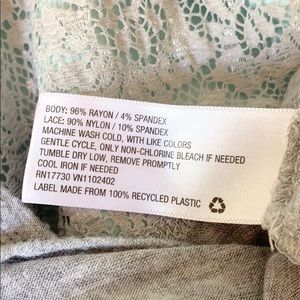 BODY: 96% RAYON / 4% SPANDEX
LACE: 90% NYLON / 10% SPANDEX
MACHINE WASH COLD, WITH LIKE COLORS
GENTLE CYCLE, ONLY NON-CHLORINE BLEACH IF NEEDED
TUMBLE DRY LOW, REMOVE PROMPTLY
COOL IRON IF NEEDED
RN17730 VN1102402
LABEL MADE FROM 100% RECYCLED PLASTIC